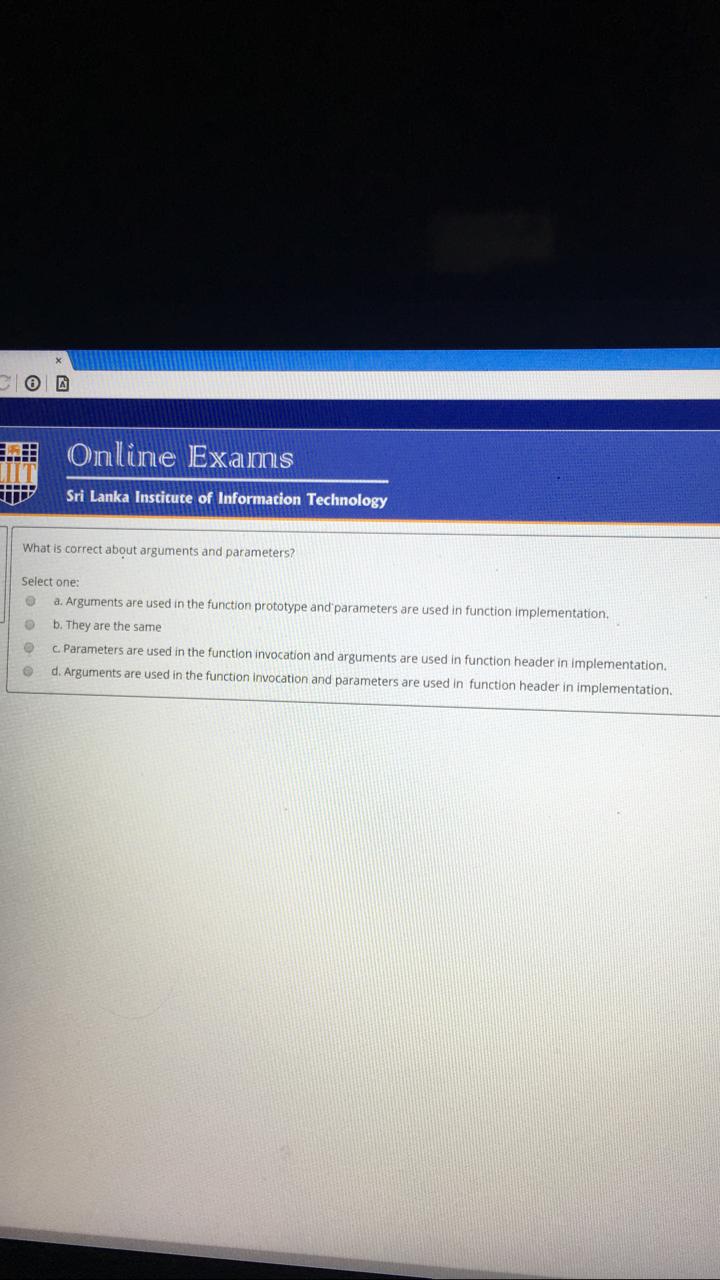 Online Exams
Sri Lanka Institute of Information Technology
What is correct about arguments and parameters?
Select one:
a. Arguments are used in the function prototype and parameters are used in function implementation.
b. They are the same
c. Parameters are used in the function invocation and arguments are used in function header in implementation.
d. Arguments are used in the function invocation and parameters are used in function header in implementation.